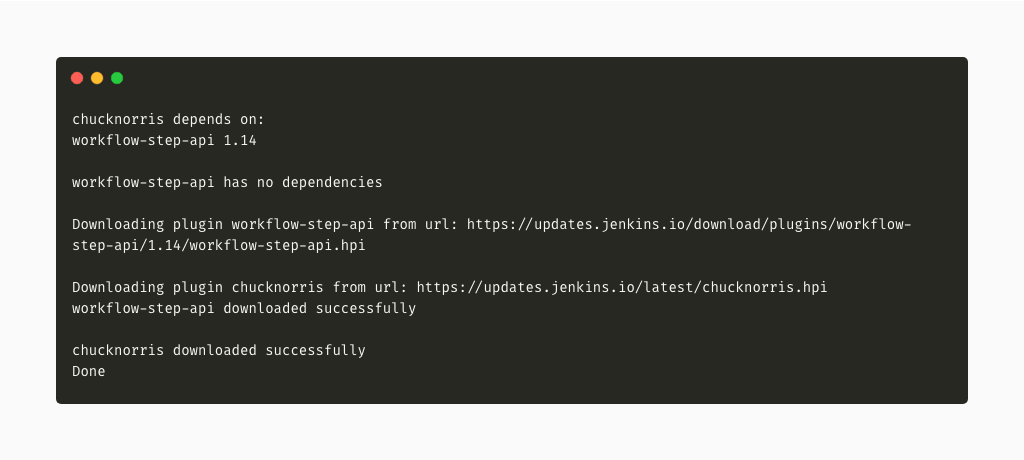 chucknorris depends on:
workflow-step-api 1.14
workflow-step-api has no dependencies
Downloading plugin workflow-step-api from url: https://updates.jenkins.io/download/plugins/workflow-
step-api/1.14/workflow-step-api.hpi
Downloading plugin chucknorris from url: https://updates.jenkins.io/latest/chucknorris.hpi
workflow-step-api downloaded successfully
chucknorris downloaded successfully
Done